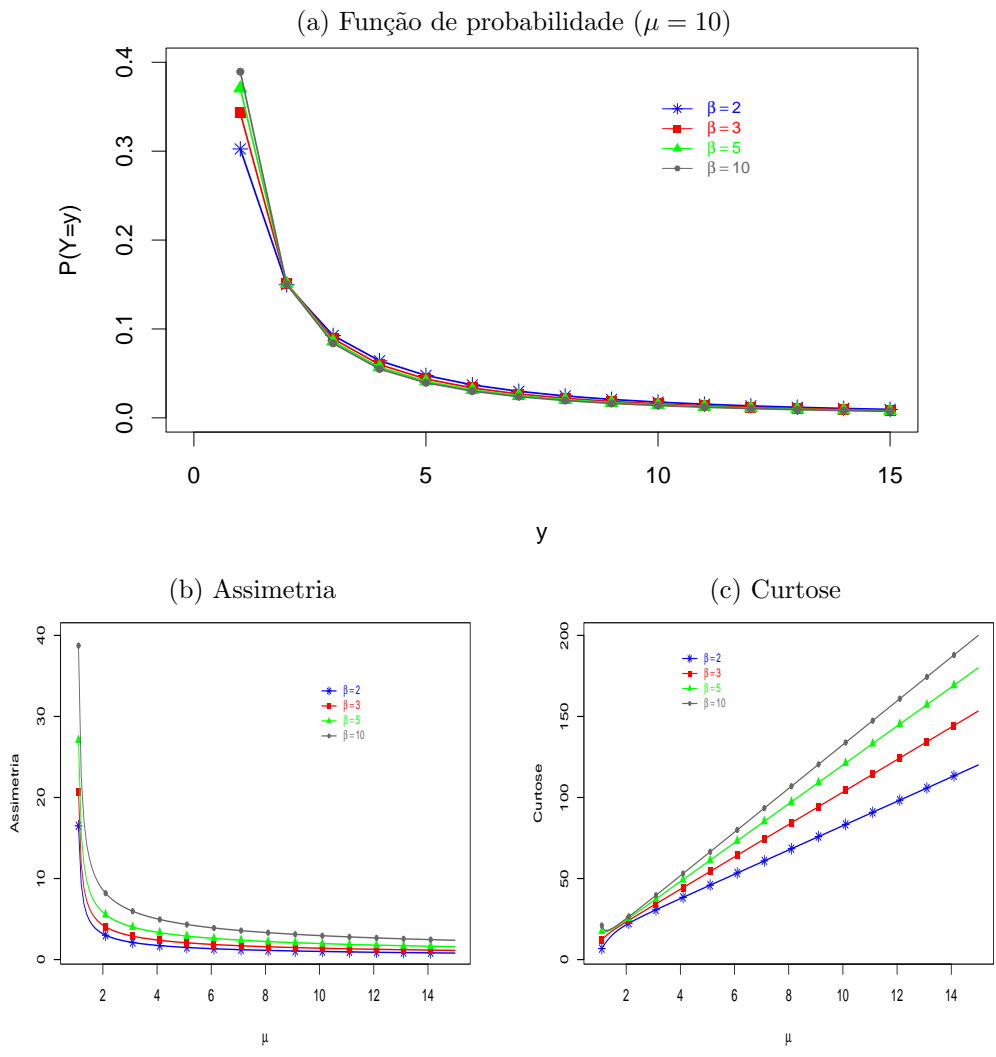 (a) Função de probabilidade (μ = 10)
P(Y=y)
0.4
0.3
0.2
0.1
0.0
β = 2
β = 3
β = 5
β = 10
0 5 10 15
y
(b) Assimetria
Assimetria
40
30
20
10
0
β = 2
β = 3
β = 5
β = 10
2 4 6 8 10 12 14
μ
(c) Curtose
Curtose
200
150
100
50
0
β = 2
β = 3
β = 5
β = 10
2 4 6 8 10 12 14
μ